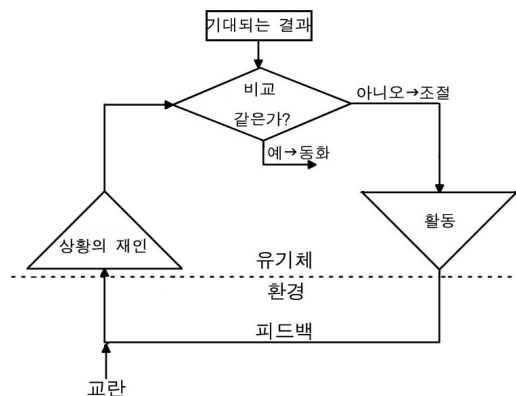 기대되는 결과
비교
같은가?
아니오→조절
예→동화
활동
상황의 재인
유기체
환경
피드백
교란